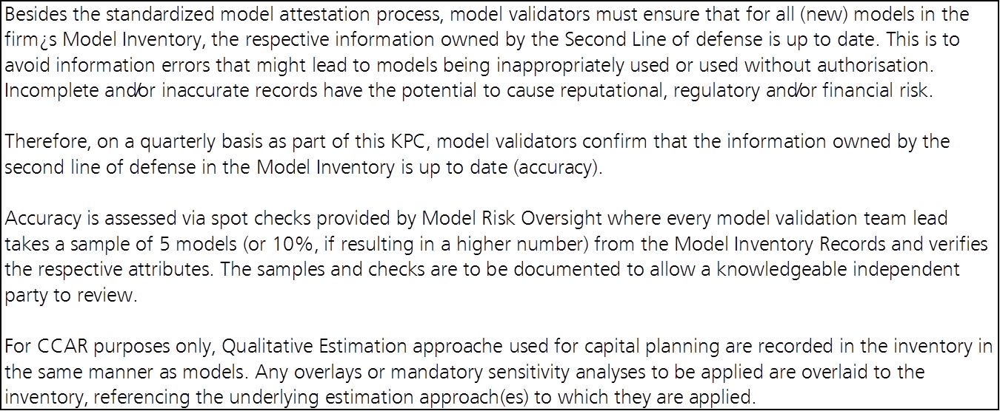 Besides the standardized model attestation process, model validators must ensure that for all (new) models in the
firm¿s Model Inventory, the respective information owned by the Second Line of defense is up to date. This is to
avoid information errors that might lead to models being inappropriately used or used without authorisation.
Incomplete and/or inaccurate records have the potential to cause reputational, regulatory and/or financial risk.
Therefore, on a quarterly basis as part of this KPC, model validators confirm that the information owned by the
second line of defense in the Model Inventory is up to date (accuracy).
Accuracy is assessed via spot checks provided by Model Risk Oversight where every model validation team lead
takes a sample of 5 models (or 10%, if resulting in a higher number) from the Model Inventory Records and verifies
the respective attributes. The samples and checks are to be documented to allow a knowledgeable independent
party to review.
For CCAR purposes only, Qualitative Estimation approache used for capital planning are recorded in the inventory in
the same manner as models. Any overlays or mandatory sensitivity analyses to be applied are overlaid to the
inventory, referencing the underlying estimation approach(es) to which they are applied.